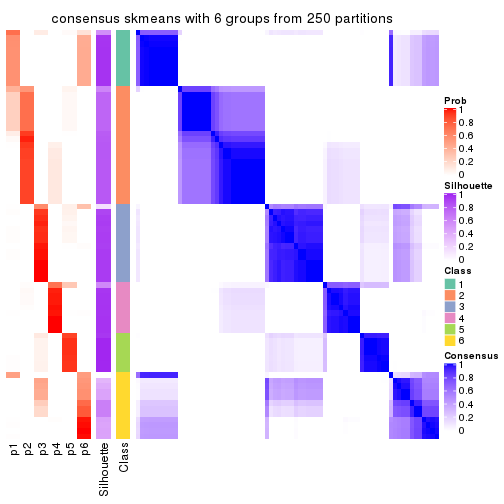 consensus skmeans with 6 groups from 250 partitions
Prob
1
0.8
0.6
0.4
0.2
0
Silhouette
1
0.8
0.6
0.4
0.2
0
Class
1
2
3
4
5
6
Consensus
1
0.8
0.6
0.4
0.2
0
p1
p2
p3
p4
p5
p6
Silhouette
Class